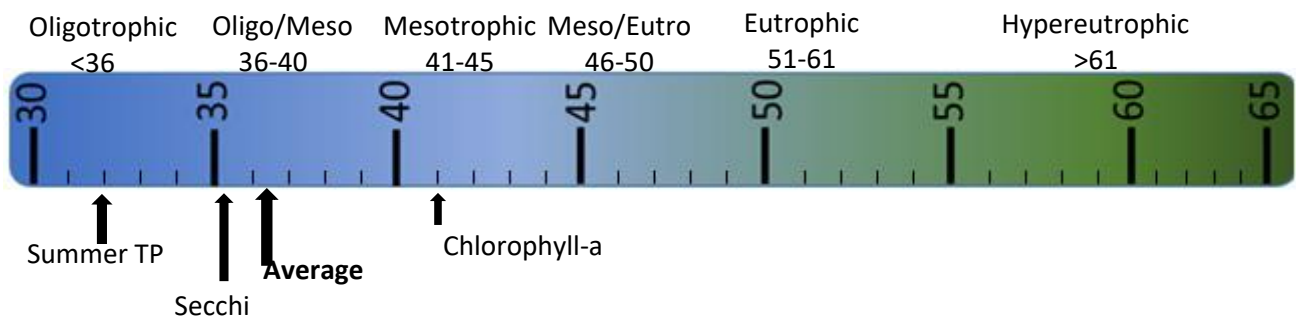 Oligotrophic Oligo/Meso Mesotrophic Meso/Eutro Eutrophic Hypereutrophic
<36 36-40 41-45 46-50 51-61 >61
30 35 40 45 50 55 60 65
Summer TP
Chlorophyll-a
Average
Secchi